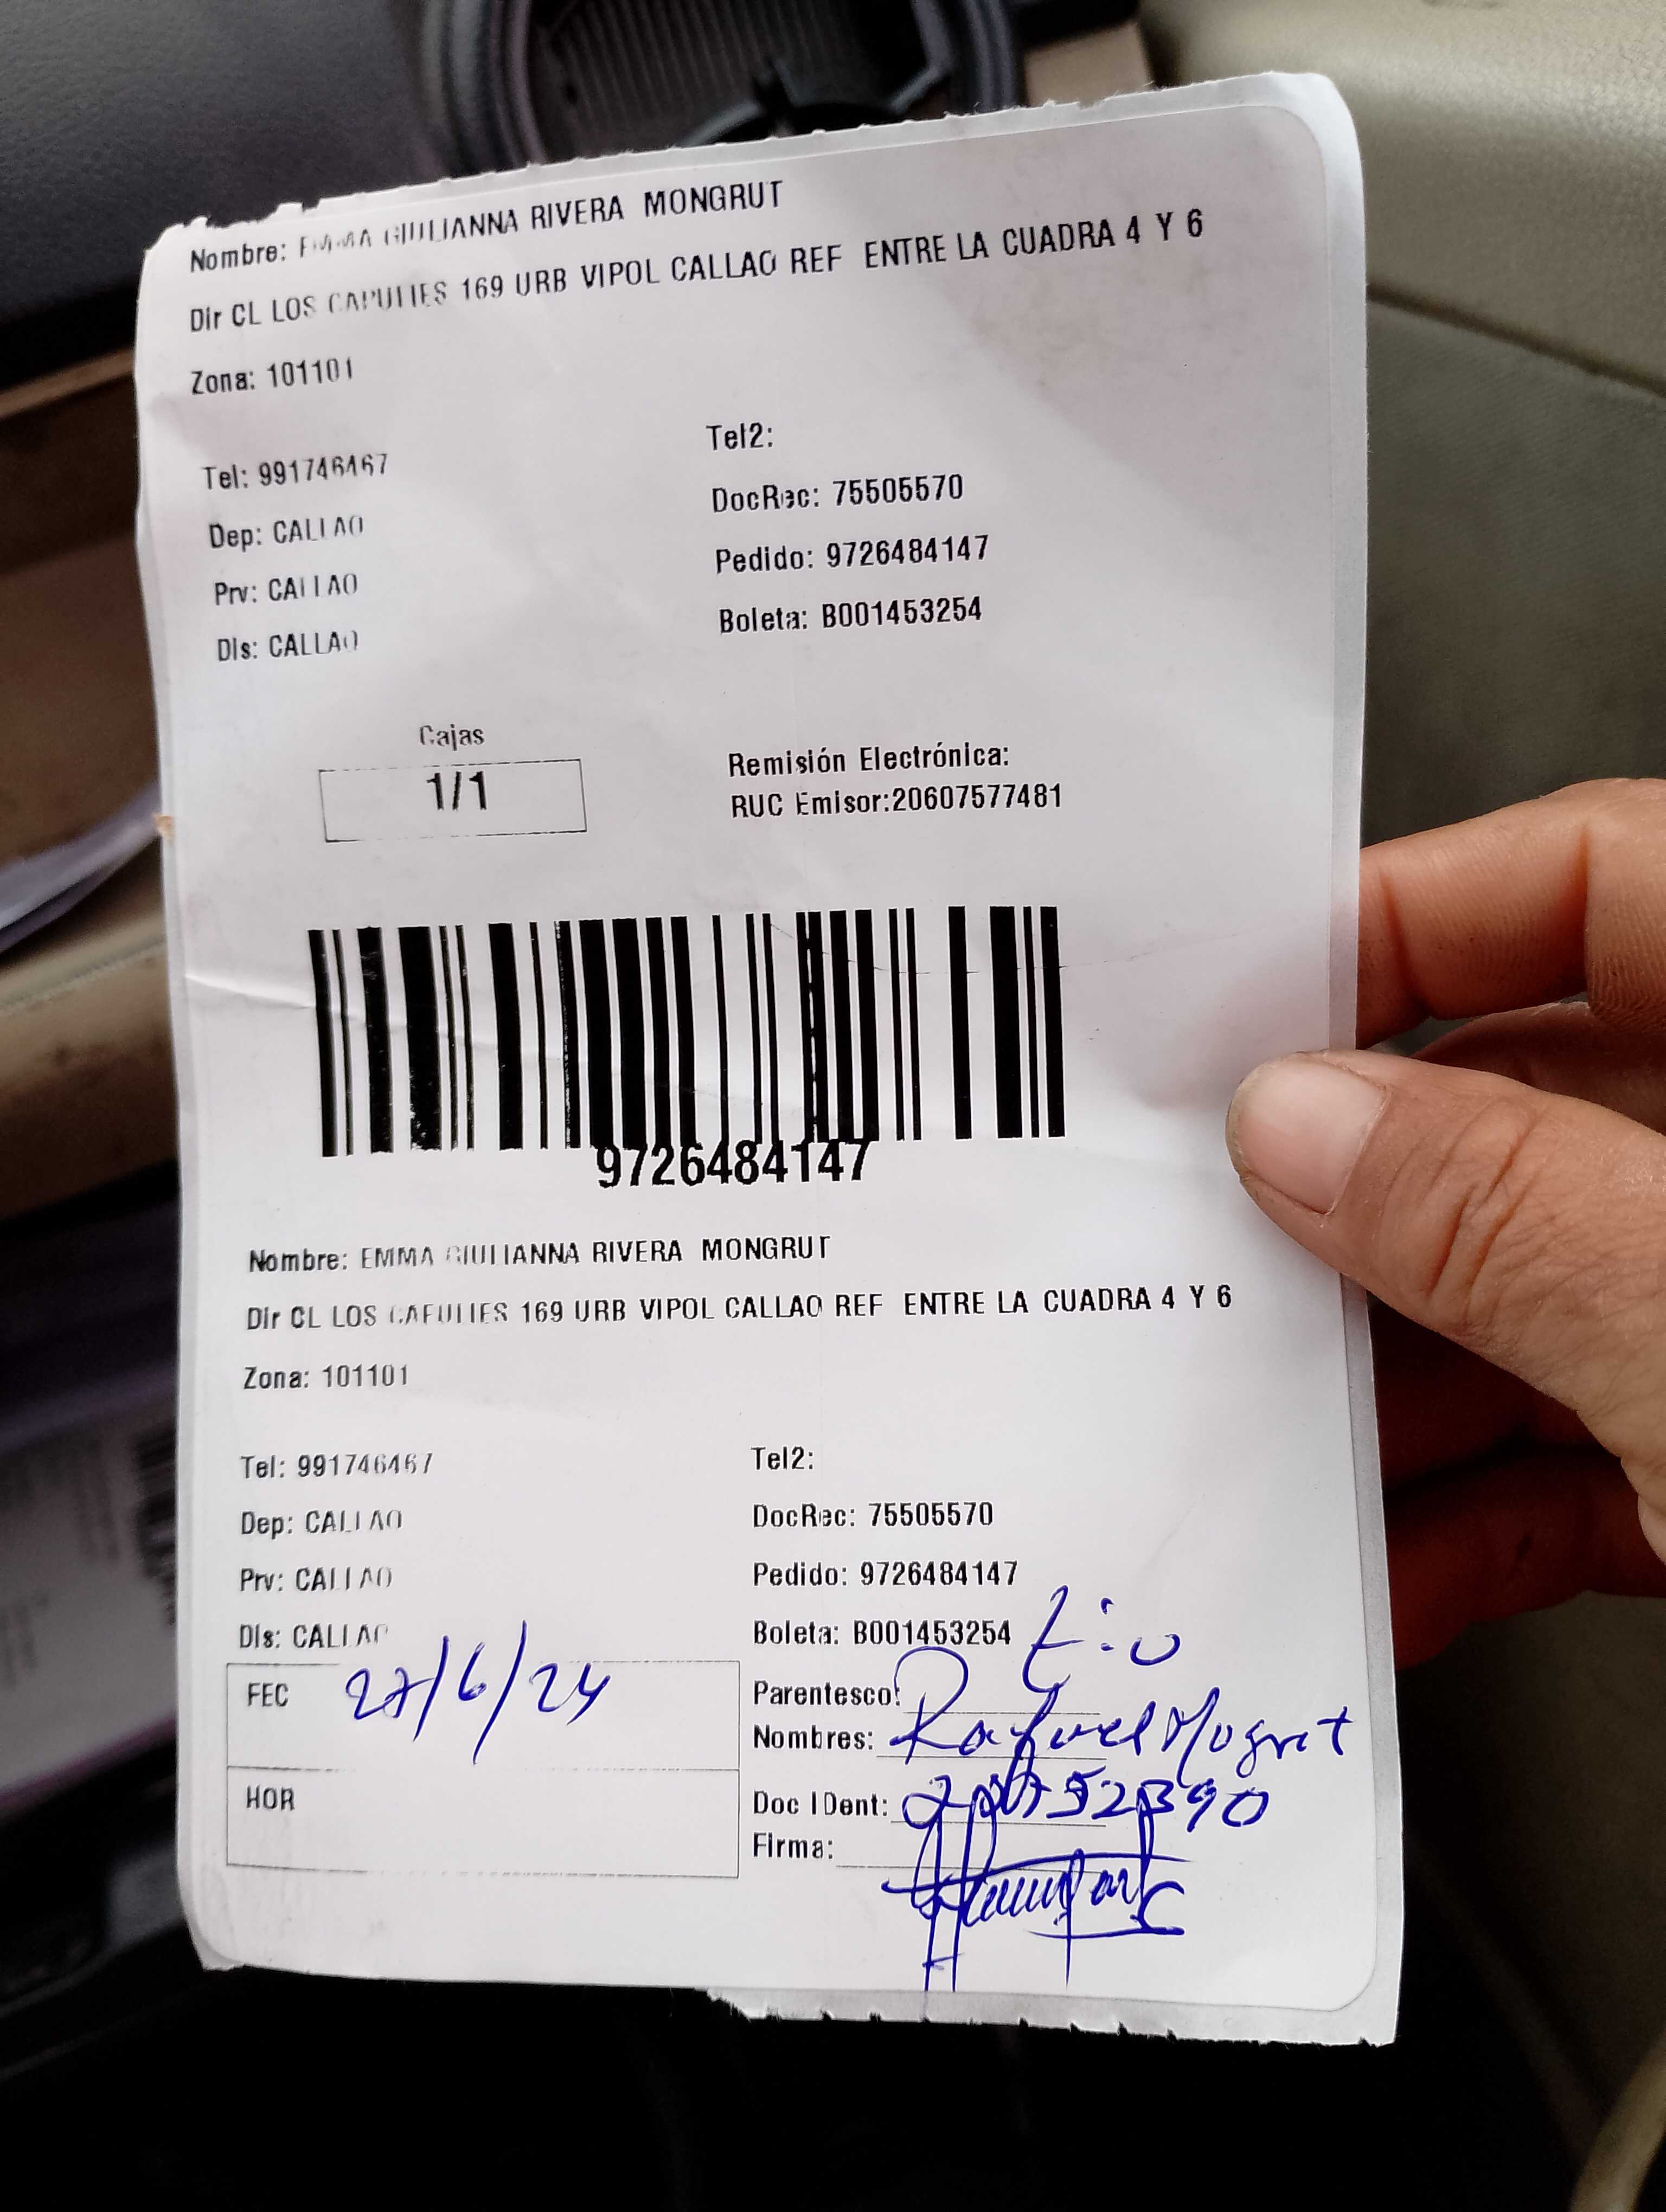 Nombre: EMMA GIULIANNA RIVERA MONGRUT
Dir CL LOS CAPULIES 169 URB VIPOL CALLAO REF ENTRE LA CUADRA 4 Y 6
Zona: 101101
Tel: 991746467
Tel2:
Dep: CALLAO
DocRec: 75505570
Prv: CALLAO
Pedido: 9726484147
Dis: CALLAO
Boleta: B001453254
Cajas
1/1
Remisión Electrónica:
RUC Emisor:20607577481
9726484147
Nombre: EMMA GIULIANNA RIVERA MONGRUT
Dir CL LOS CAPULIES 169 URB VIPOL CALLAO REF ENTRE LA CUADRA 4 Y 6
Zona: 101101
Tel: 991746467
Tel2:
Dep: CALLAO
DocRec: 75505570
Prv: CALLAO
Pedido: 9726484147
Dis: CALLAO
Boleta: B001453254
FEC 27/6/24
Parentesco: tio
Nombres: Rafael Mogrut
HOR
Doc IDent:
Firma: